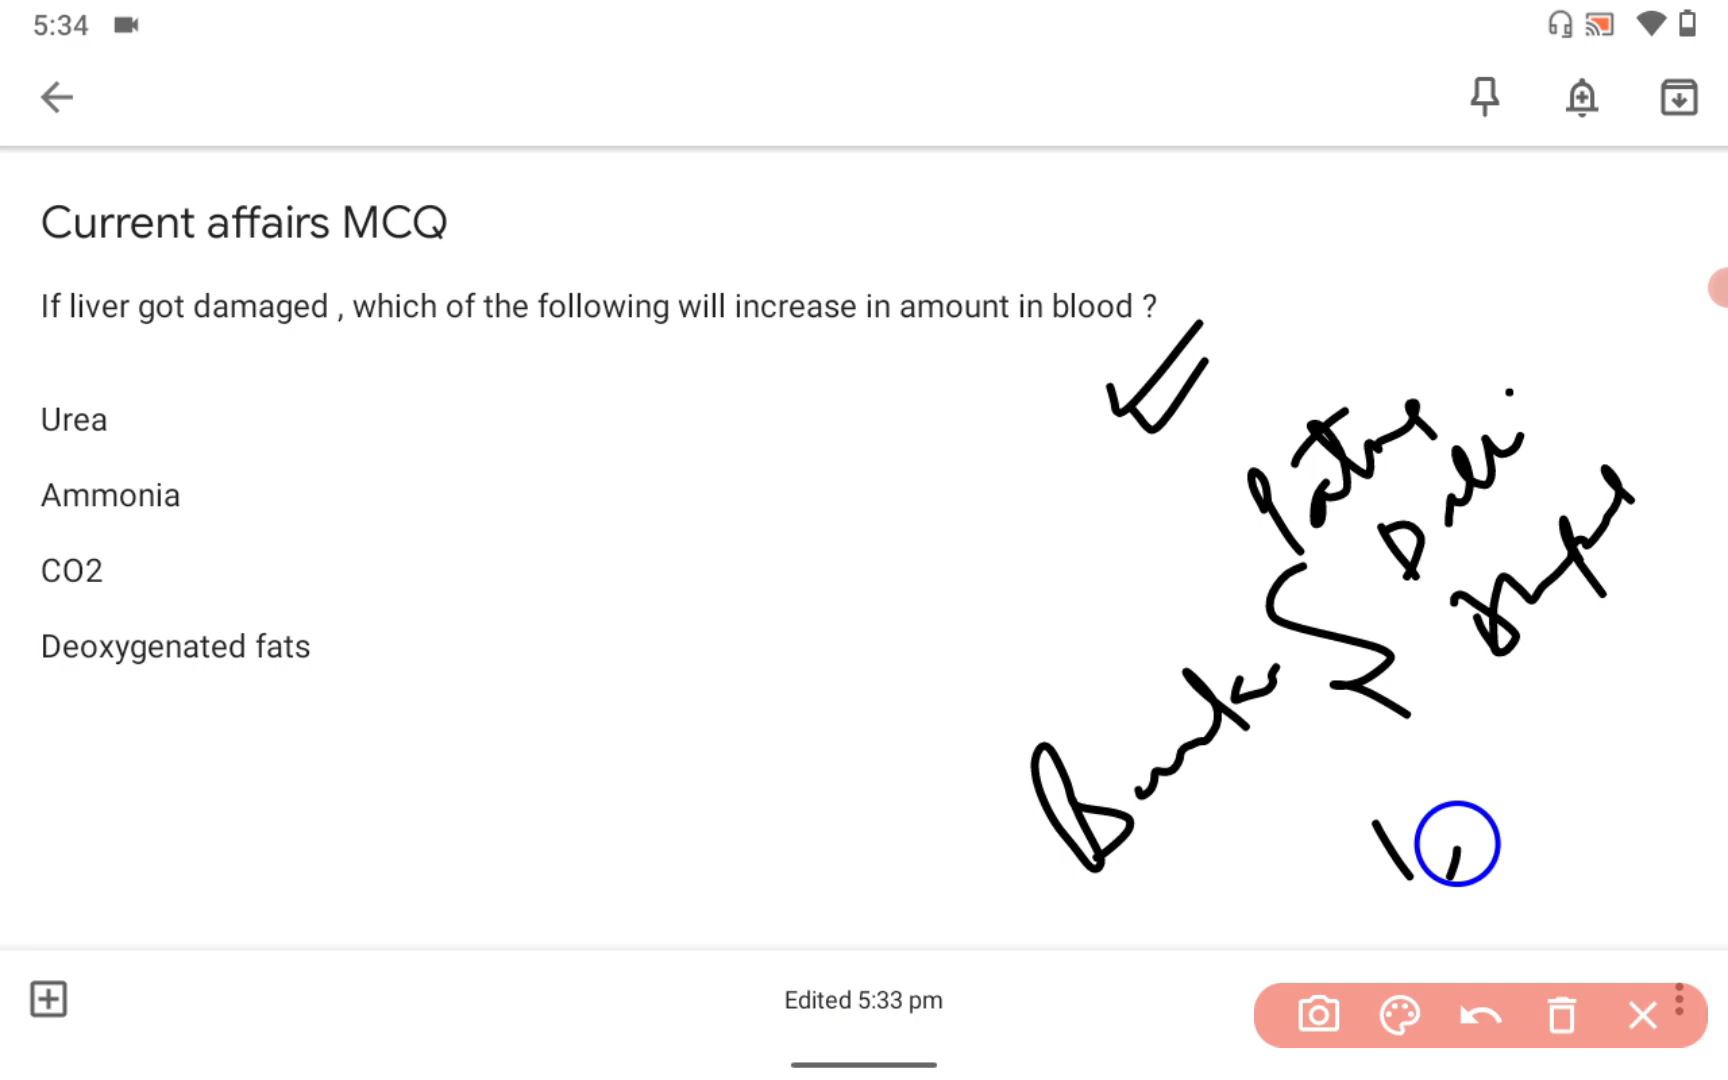 5:34
Current affairs MCQ
If liver got damaged , which of the following will increase in amount in blood ?
Urea
Ammonia
CO2
Deoxygenated fats
Edited 5:33 pm